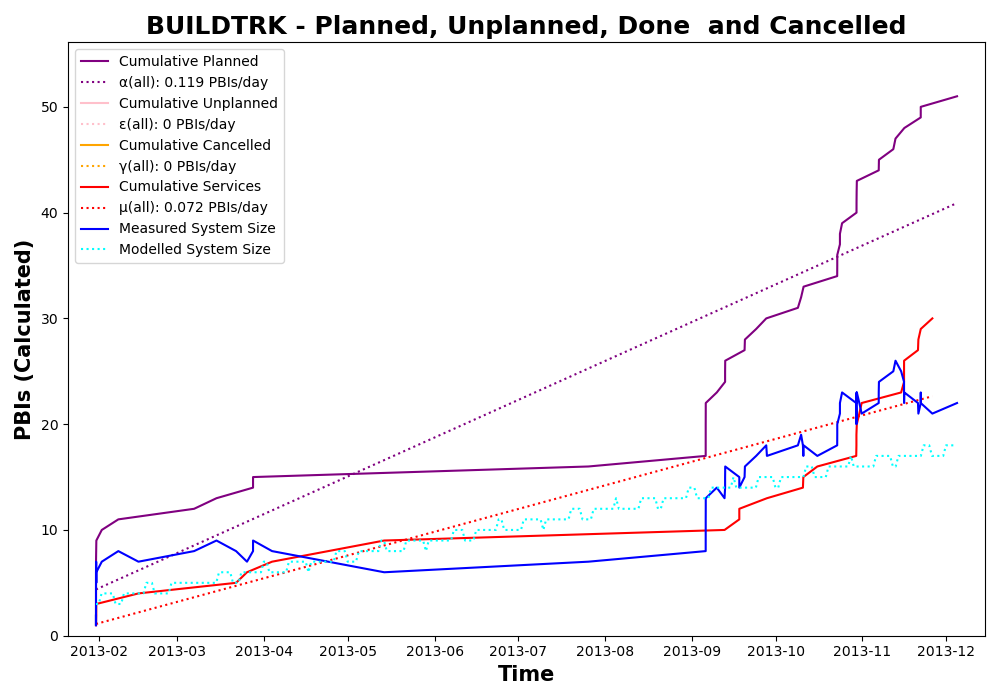 BUILDTRK - Planned, Unplanned, Done  and Cancelled
Cumulative Planned
α(all): 0.119 PBIs/day
Cumulative Unplanned
ε(all): 0 PBIs/day
Cumulative Cancelled
γ(all): 0 PBIs/day
Cumulative Services
μ(all): 0.072 PBIs/day
Measured System Size
Modelled System Size
PBIs (Calculated)
50
40
30
20
10
0
2013-02 2013-03 2013-04 2013-05 2013-06 2013-07 2013-08 2013-09 2013-10 2013-11 2013-12
Time